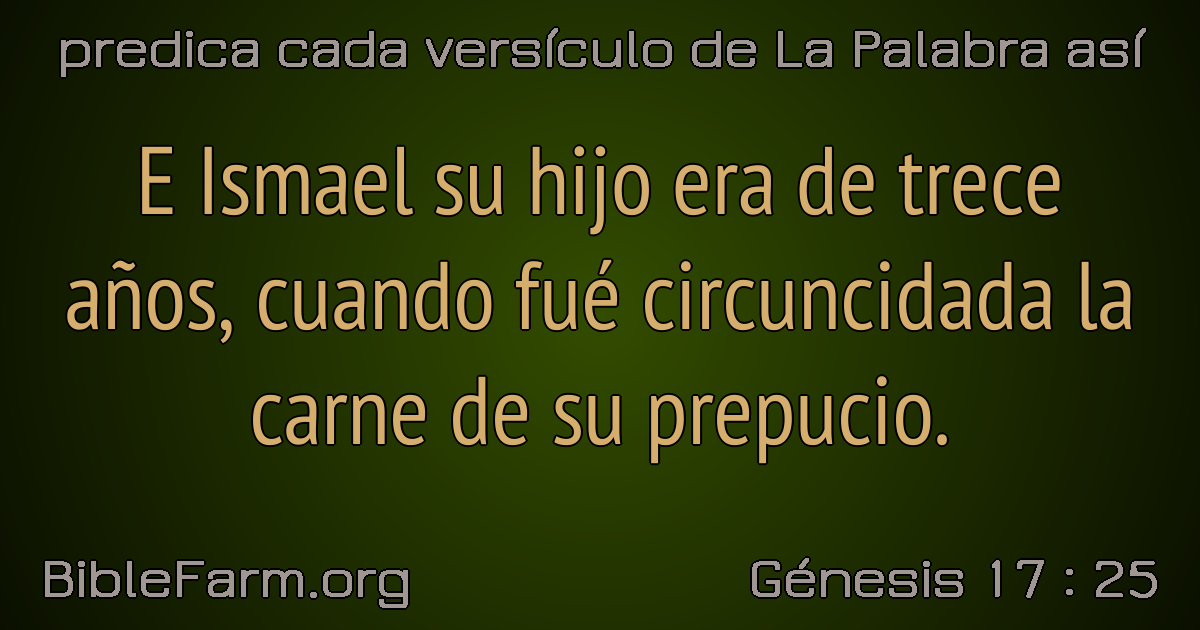 predica cada versículo de La Palabra así
E Ismael su hijo era de trece
años, cuando fué circuncidada la
carne de su prepucio.
BibleFarm.org
Génesis 17 : 25